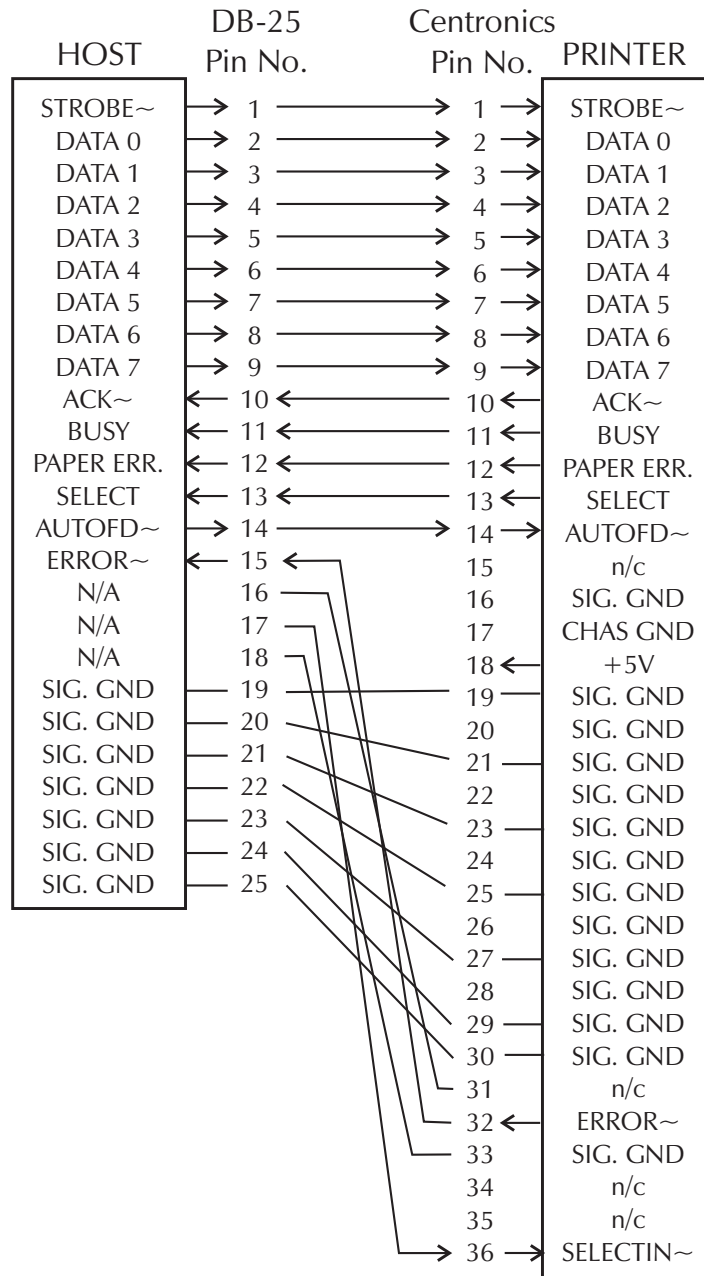 DB-25 Centronics
HOST Pin No. Pin No. PRINTER
STROBE~ 1 1 STROBE~
DATA 0 2 2 DATA 0
DATA 1 3 3 DATA 1
DATA 2 4 4 DATA 2
DATA 3 5 5 DATA 3
DATA 4 6 6 DATA 4
DATA 5 7 7 DATA 5
DATA 6 8 8 DATA 6
DATA 7 9 9 DATA 7
ACK~ 10 10 ACK~
BUSY 11 11 BUSY
PAPER ERR. 12 12 PAPER ERR.
SELECT 13 13 SELECT
AUTOFD~ 14 14 AUTOFD~
ERROR~ 15 15 n/c
N/A 16 16 SIG. GND
N/A 17 17 CHAS GND
N/A 18 18 +5V
SIG. GND 19 19 SIG. GND
SIG. GND 20 20 SIG. GND
SIG. GND 21 21 SIG. GND
SIG. GND 22 22 SIG. GND
SIG. GND 23 23 SIG. GND
SIG. GND 24 24 SIG. GND
SIG. GND 25 25 SIG. GND
26 SIG. GND
27 SIG. GND
28 SIG. GND
29 SIG. GND
30 SIG. GND
31 n/c
32 ERROR~
33 SIG. GND
34 n/c
35 n/c
36 SELECTIN~